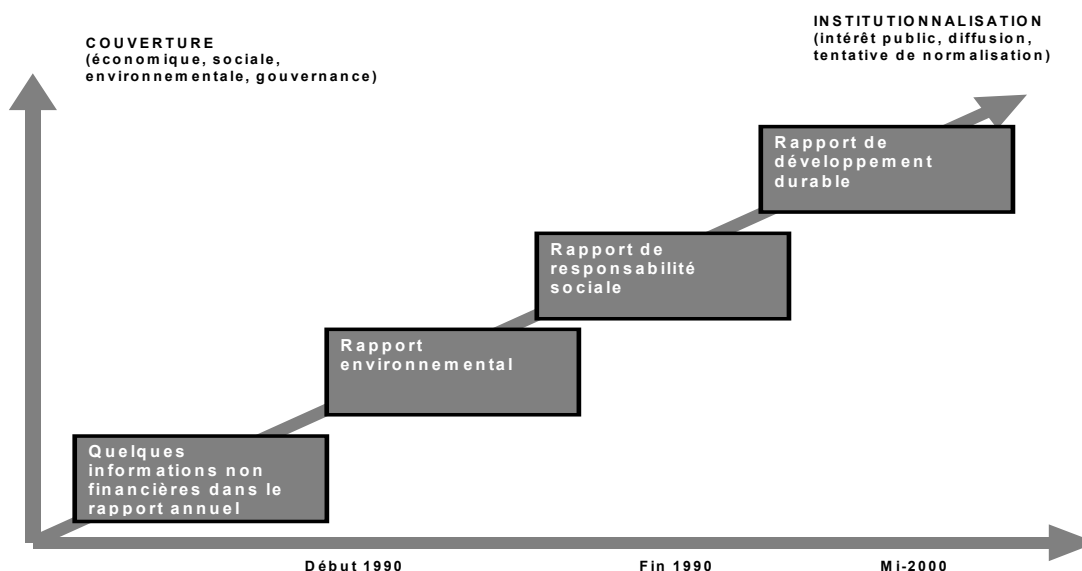 COUVERTURE
(économique, sociale,
environnementale, gouvernance)
INSTITUTIONNALISATION
(intérêt public, diffusion,
tentative de normalisation)
Rapport de
développement
durable
Rapport de
responsabilité
sociale
Rapport
environnemental
Quelques
informations non
financières dans le
rapport annuel
Début 1990
Fin 1990
Mi-2000